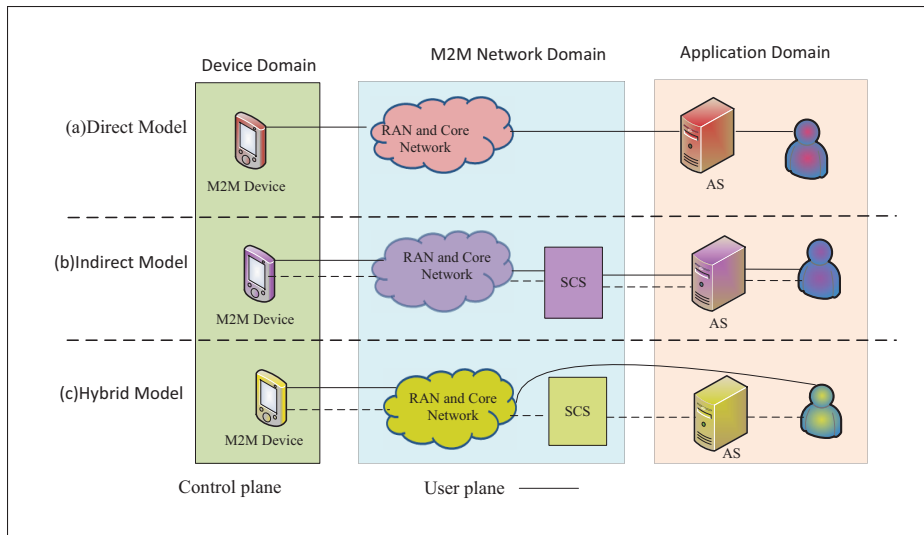 Device Domain
M2M Network Domain
Application Domain
(a)Direct Model
M2M Device
RAN and Core
Network
AS
(b)Indirect Model
M2M Device
RAN and Core
Network
SCS
AS
(c)Hybrid Model
M2M Device
RAN and Core
Network
SCS
AS
Control plane
User plane